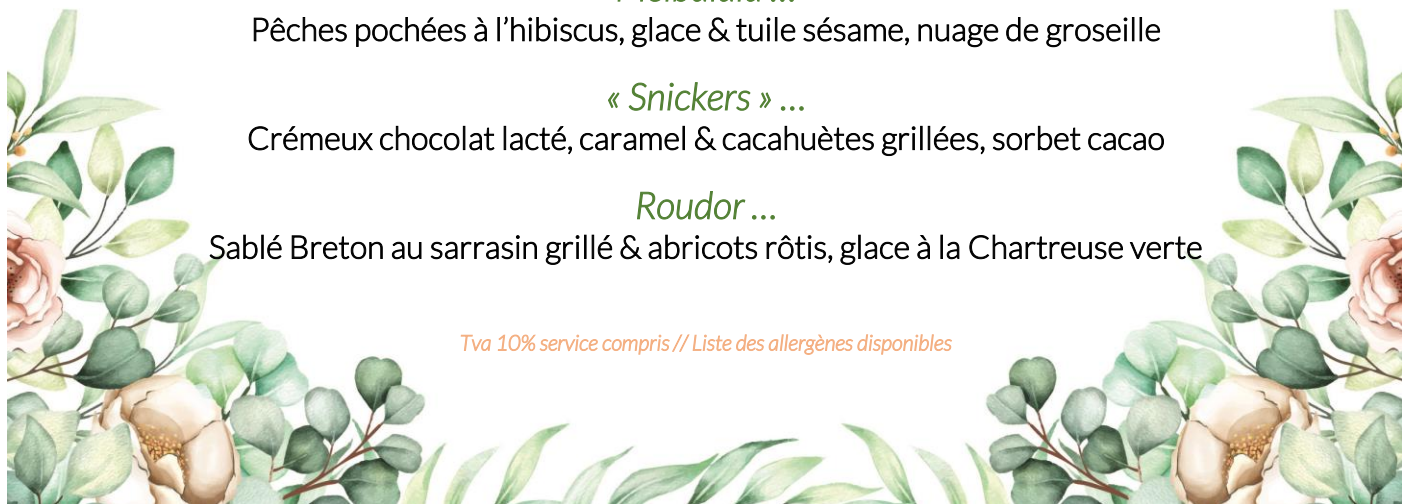 Pêches pochées à l’hibiscus, glace & tuile sésame, nuage de groseille
« Snickers » …
Crémeux chocolat lacté, caramel & cacahuètes grillées, sorbet cacao
Roudor …
Sablé Breton au sarrasin grillé & abricots rôtis, glace à la Chartreuse verte
Tva 10% service compris // Liste des allergènes disponibles